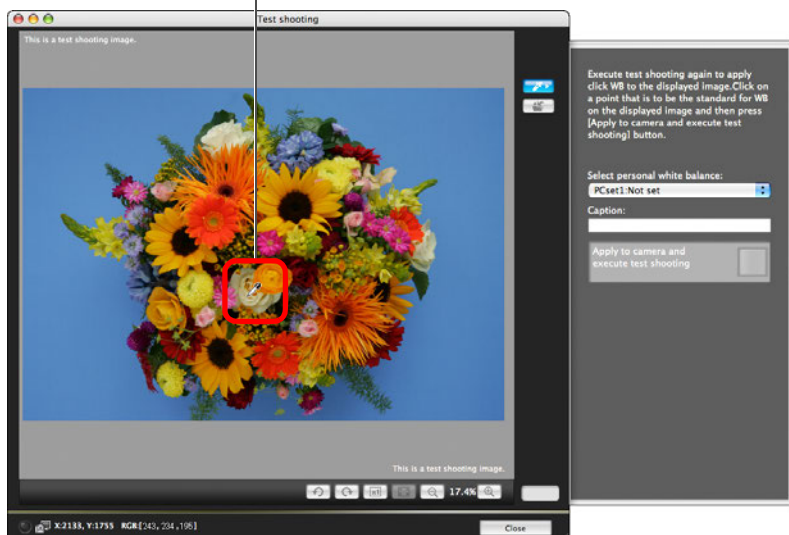 Test shooting
This is a test shooting image.
Execute test shooting again to apply
click WB to the displayed image.Click on
a point that is to be the standard for WB
on the displayed image and then press
[Apply to camera and execute test
shooting] button.
Select personal white balance:
PCset1:Not set
Caption:
Apply to camera and
execute test shooting
This is a test shooting image.
17.4%
X:2133, Y:1755 RGB[243, 234 ,195]
Close